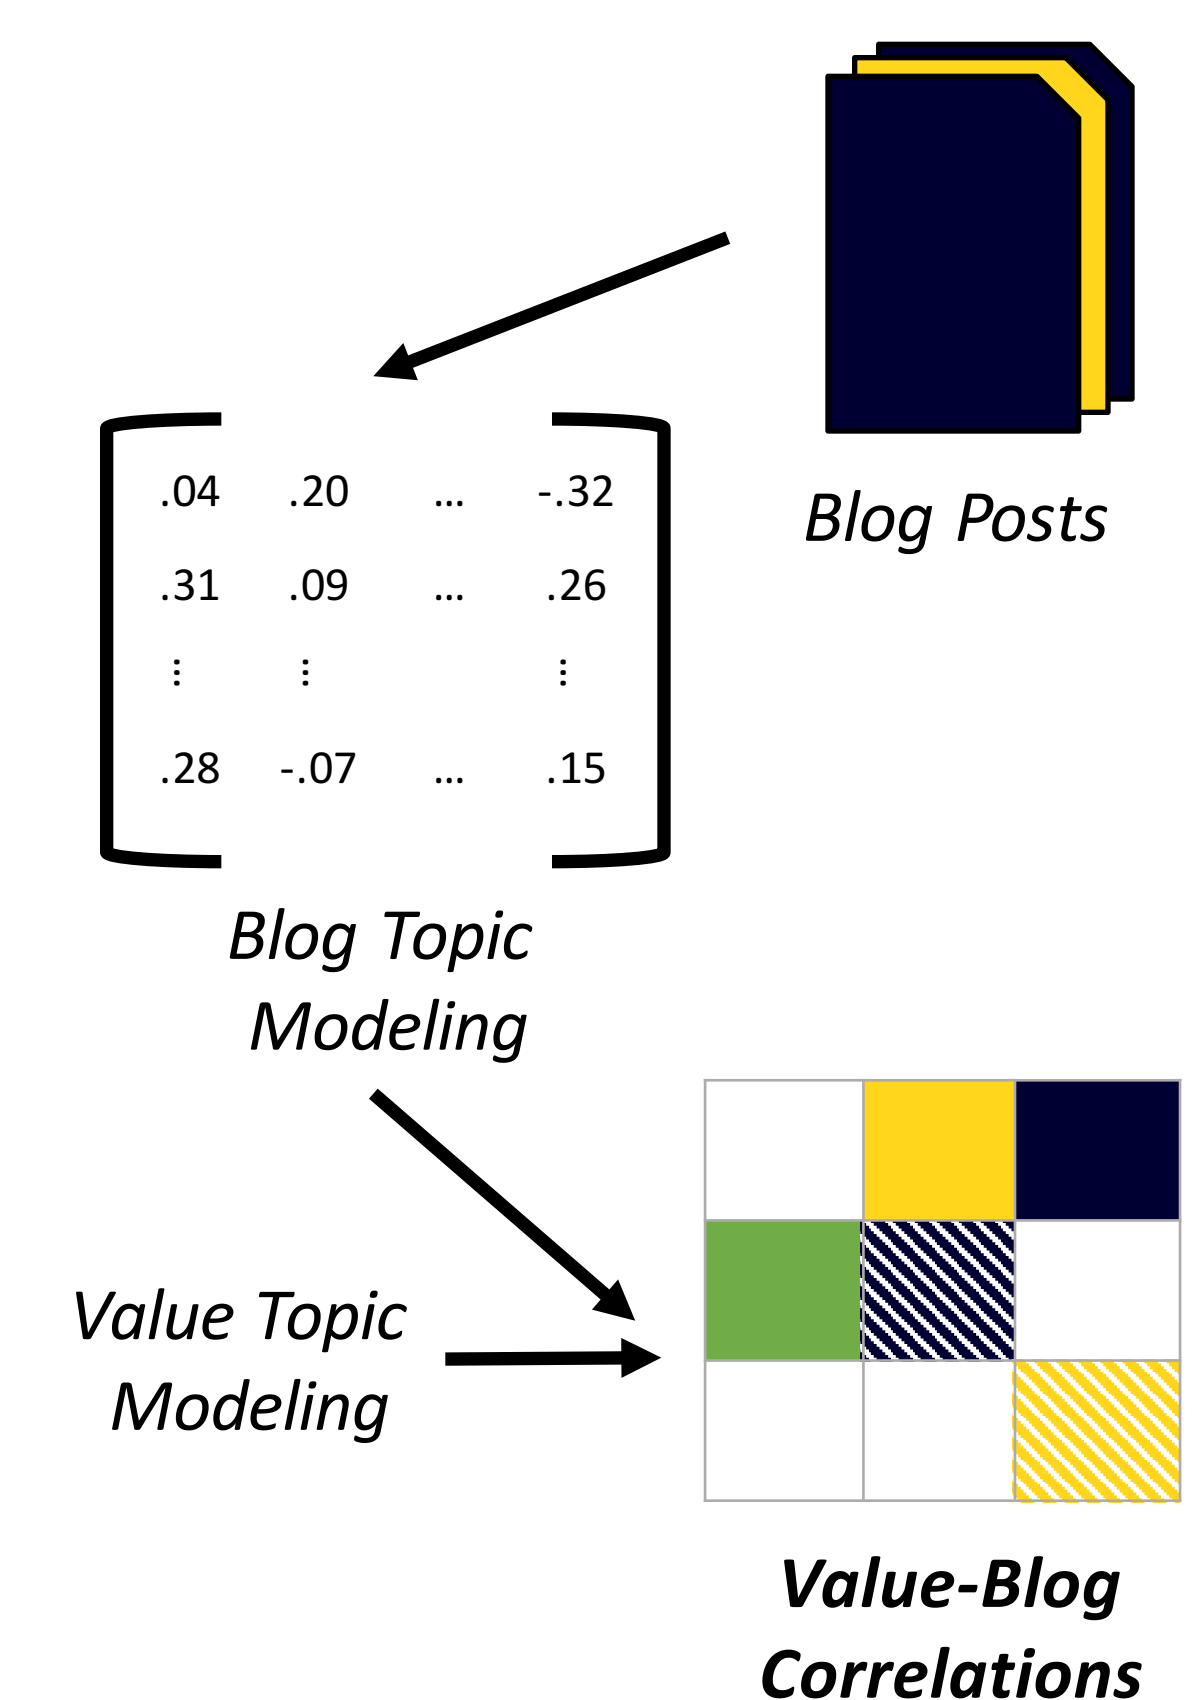 Blog Posts
.04 .20 ... -.32
.31 .09 ... .26
⋮ ⋮ ⋮
.28 -.07 ... .15
Blog Topic
Modeling
Value Topic
Modeling
Value-Blog
Correlations